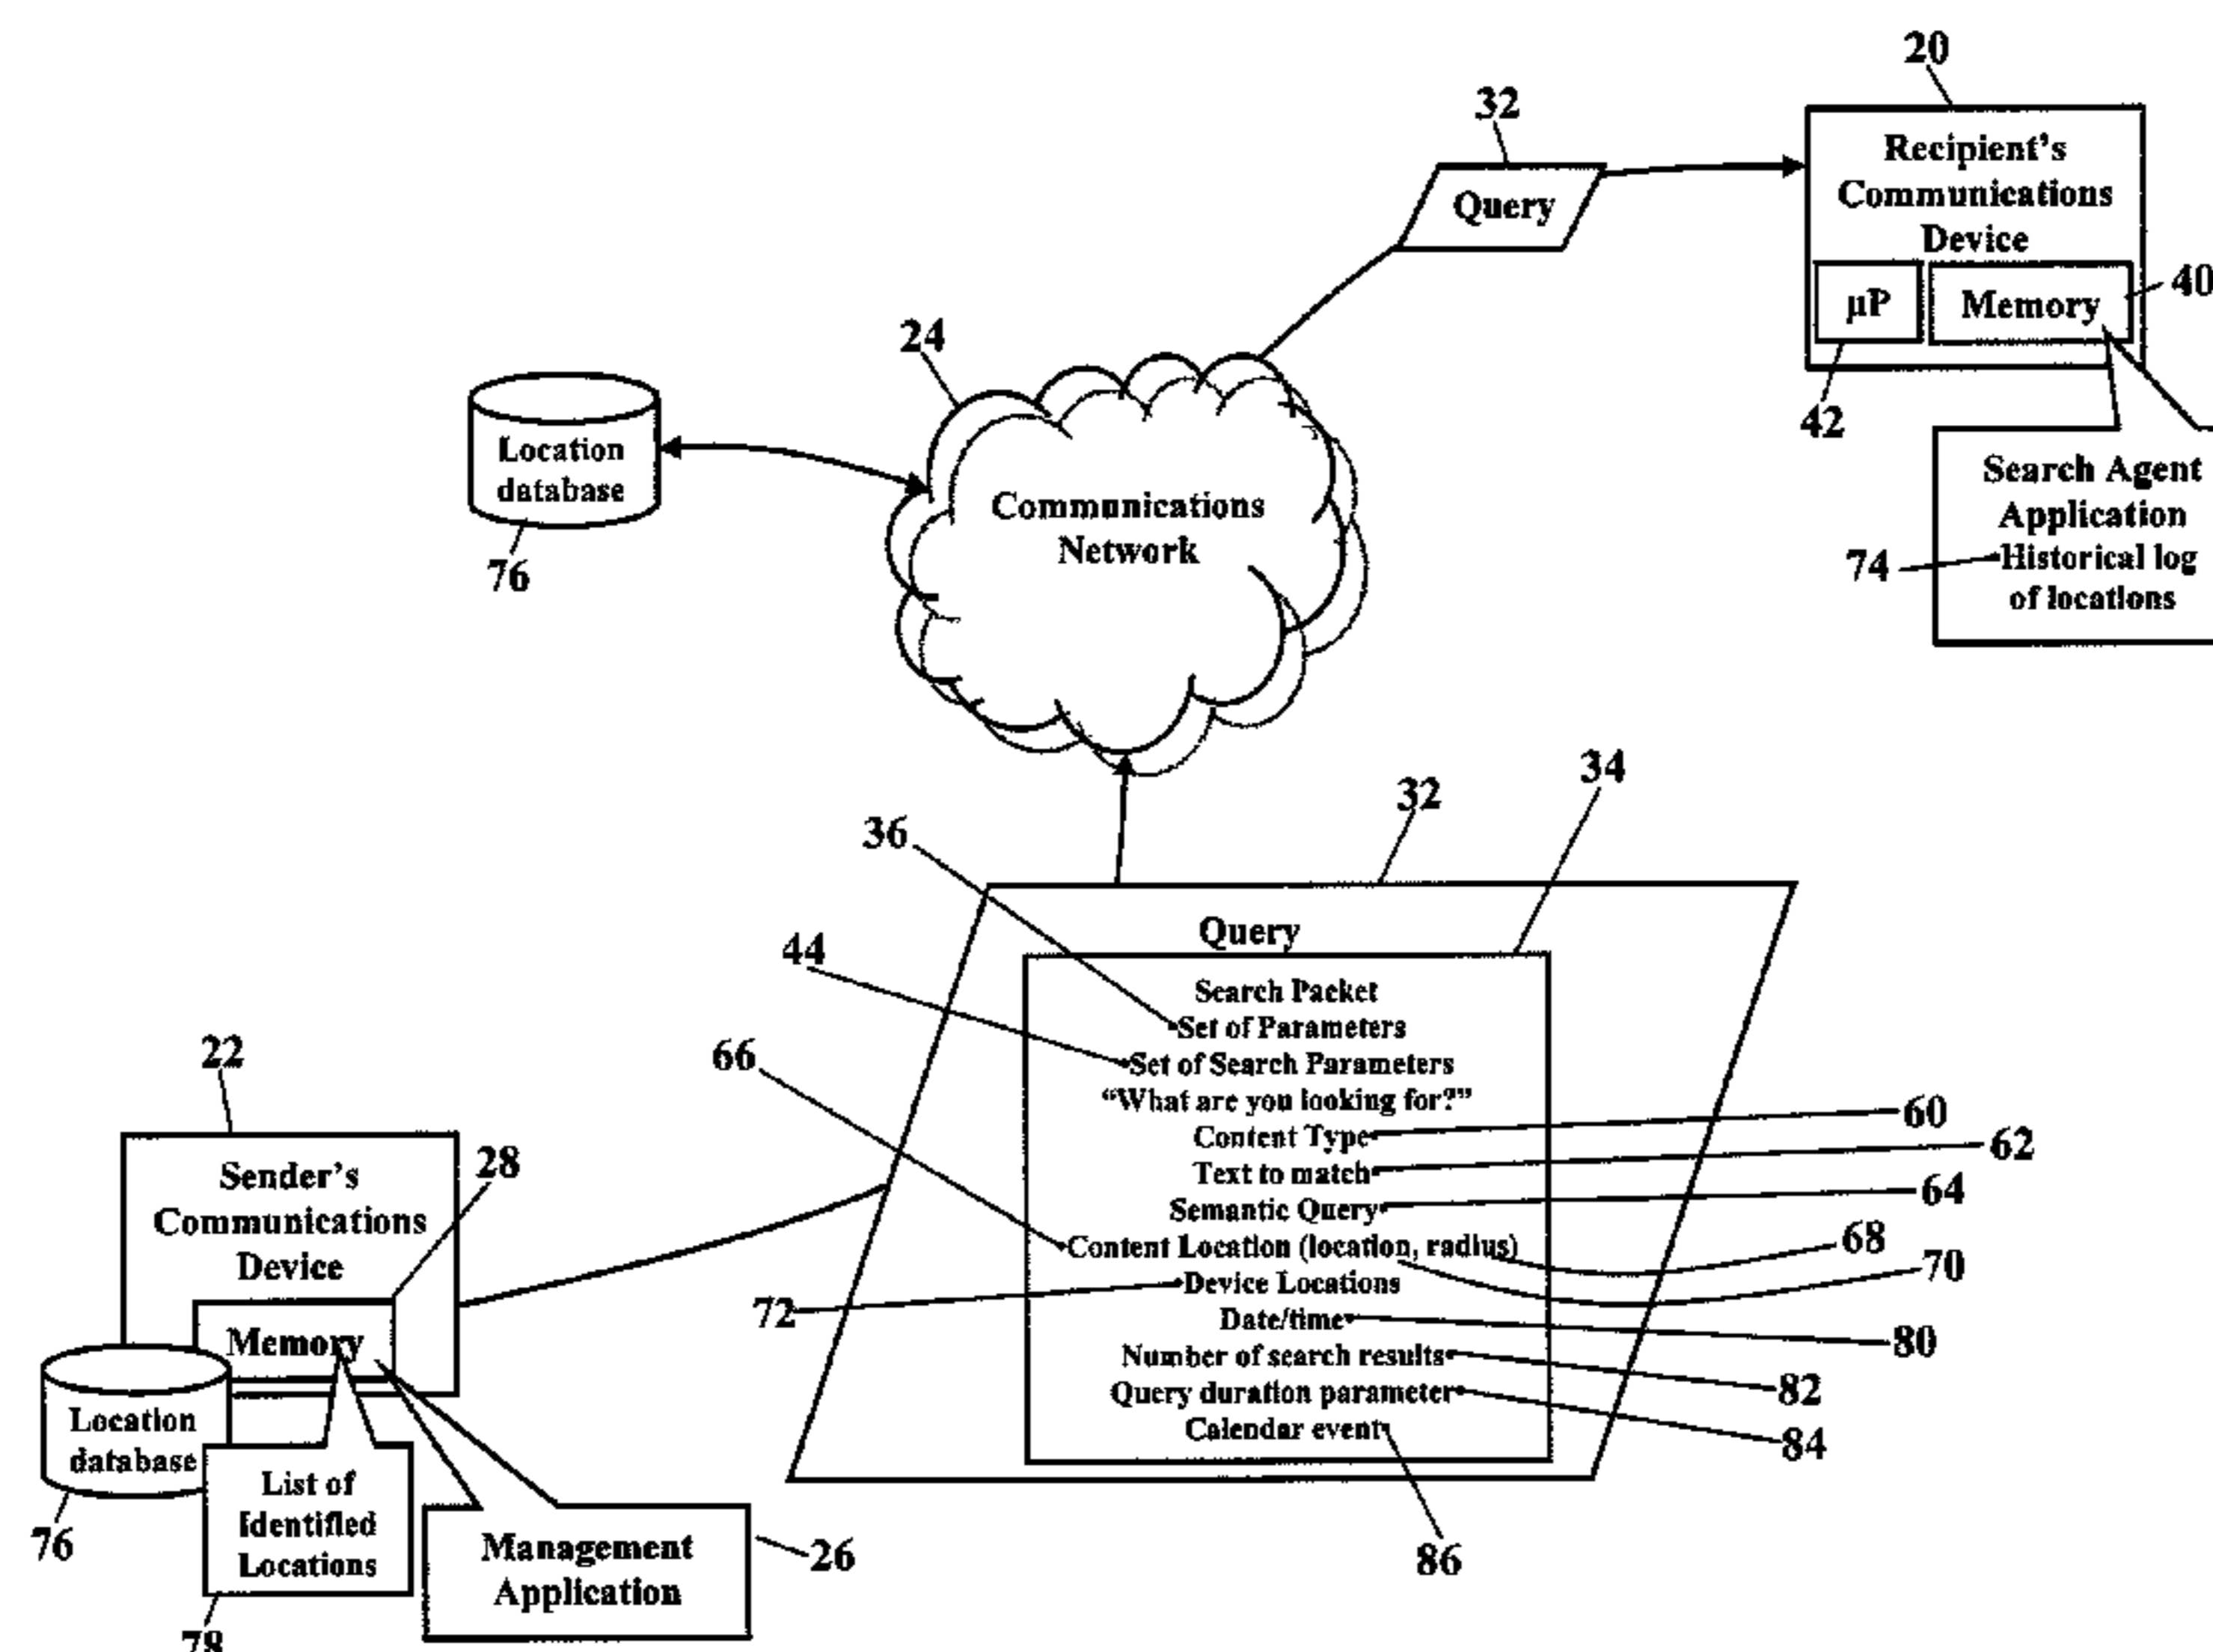 20
32
Recipient's
Communications
Device
Query
µP
Memory
40
42
24
Location
database
76
Communications
Network
Search Agent
Application
74
•Historical log
of locations
34
32
36
Query
44
Search Packet
•Set of Parameters
•Set of Search Parameters
"What are you looking for?"
Content Type•
Text to match•
Semantic Query•
•Content Location (location, radius)
•Device Locations
Date/time•
Number of search results•
Query duration parameter•
Calendar event•
66
60
62
64
68
70
72
80
82
84
86
22
Sender's
Communications
Device
28
Memory
Location
database
76
List of
Identified
Locations
78
Management
Application
26